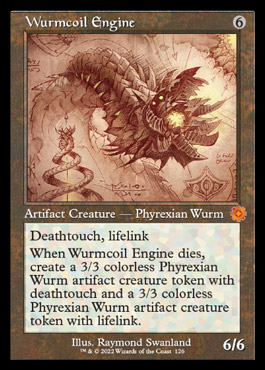 Wurmcoil Engine 6
Artifact Creature — Phyrexian Wurm
Deathtouch, lifelink
When Wurmcoil Engine dies,
create a 3/3 colorless Phyrexian
Wurm artifact creature token with
deathtouch and a 3/3 colorless
Phyrexian Wurm artifact creature
token with lifelink.
Illus. Raymond Swanland
™ & © 2022 Wizards of the Coast 126
6/6